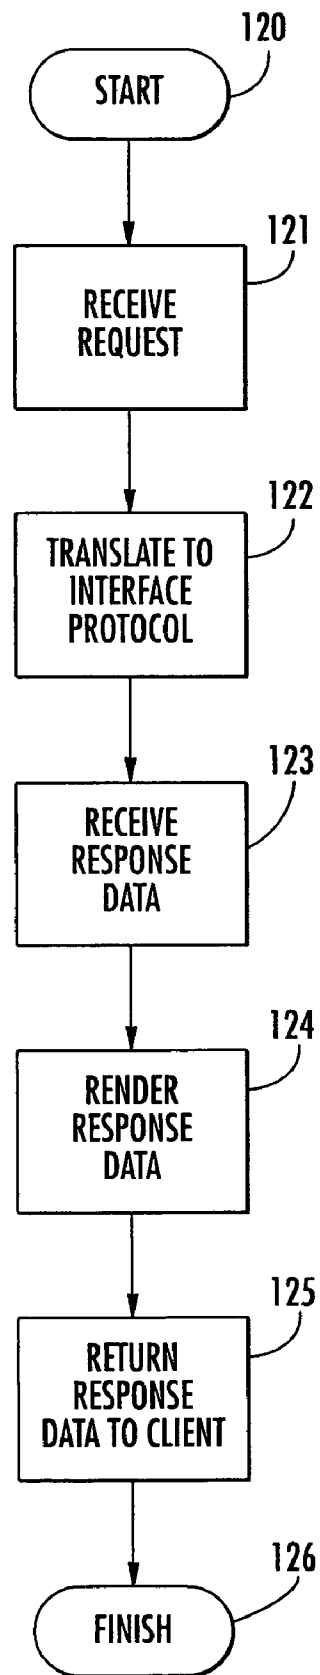 120
START
121
RECEIVE
REQUEST
122
TRANSLATE TO
INTERFACE
PROTOCOL
123
RECEIVE
RESPONSE
DATA
124
RENDER
RESPONSE
DATA
125
RETURN
RESPONSE
DATA TO CLIENT
126
FINISH